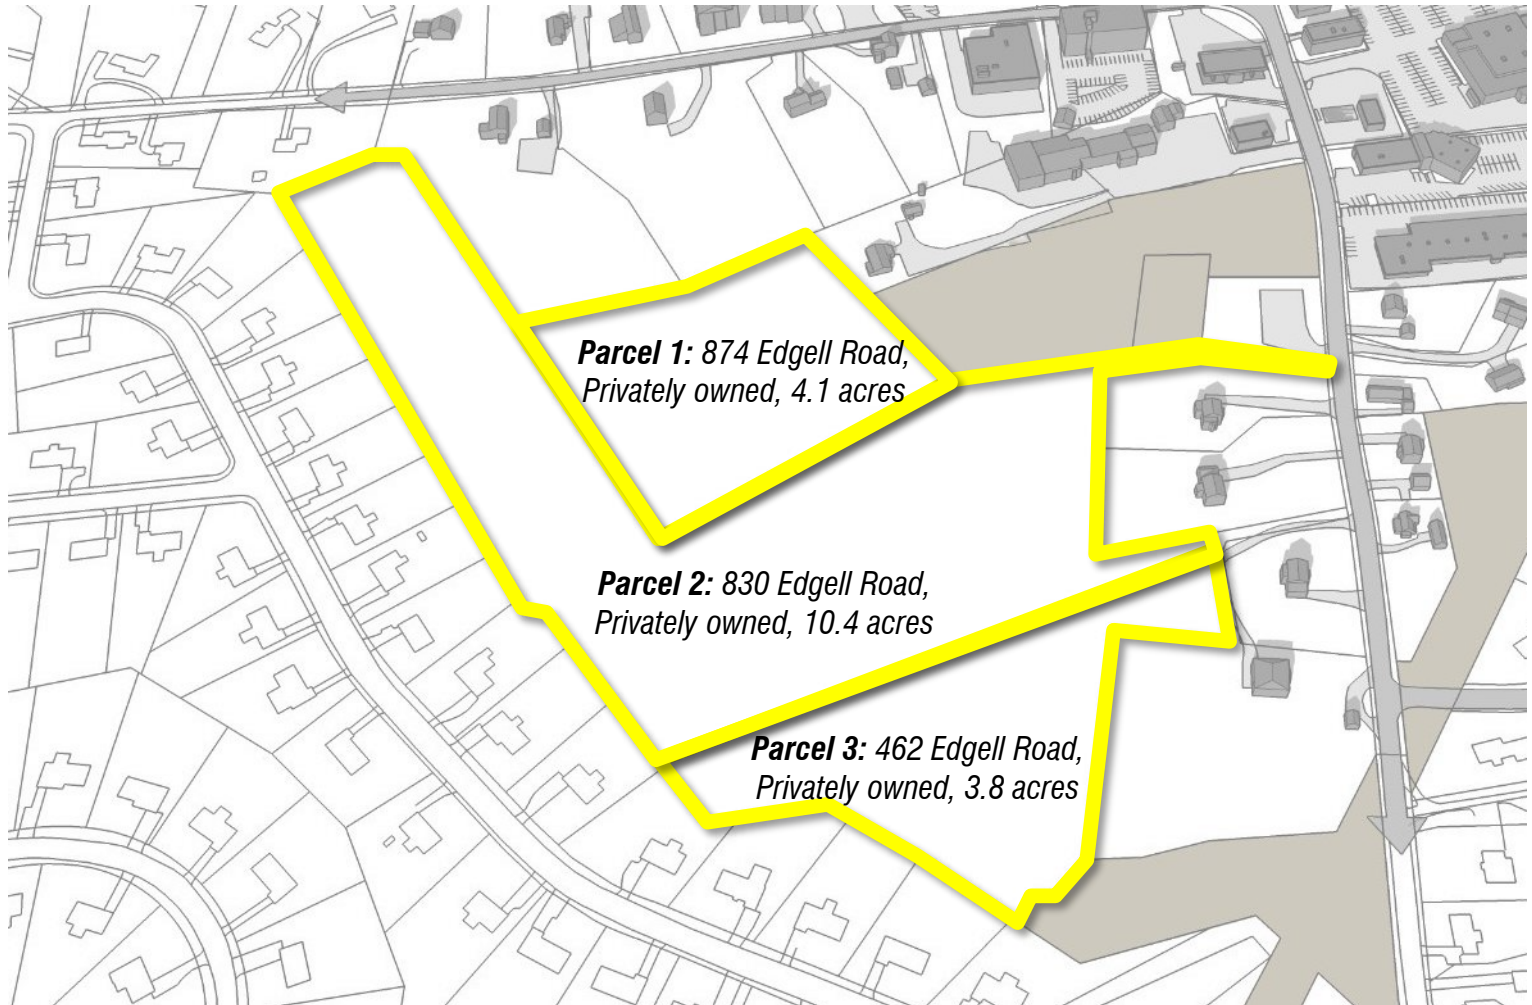 Parcel 1: 874 Edgell Road,
Privately owned, 4.1 acres
Parcel 2: 830 Edgell Road,
Privately owned, 10.4 acres
Parcel 3: 462 Edgell Road,
Privately owned, 3.8 acres